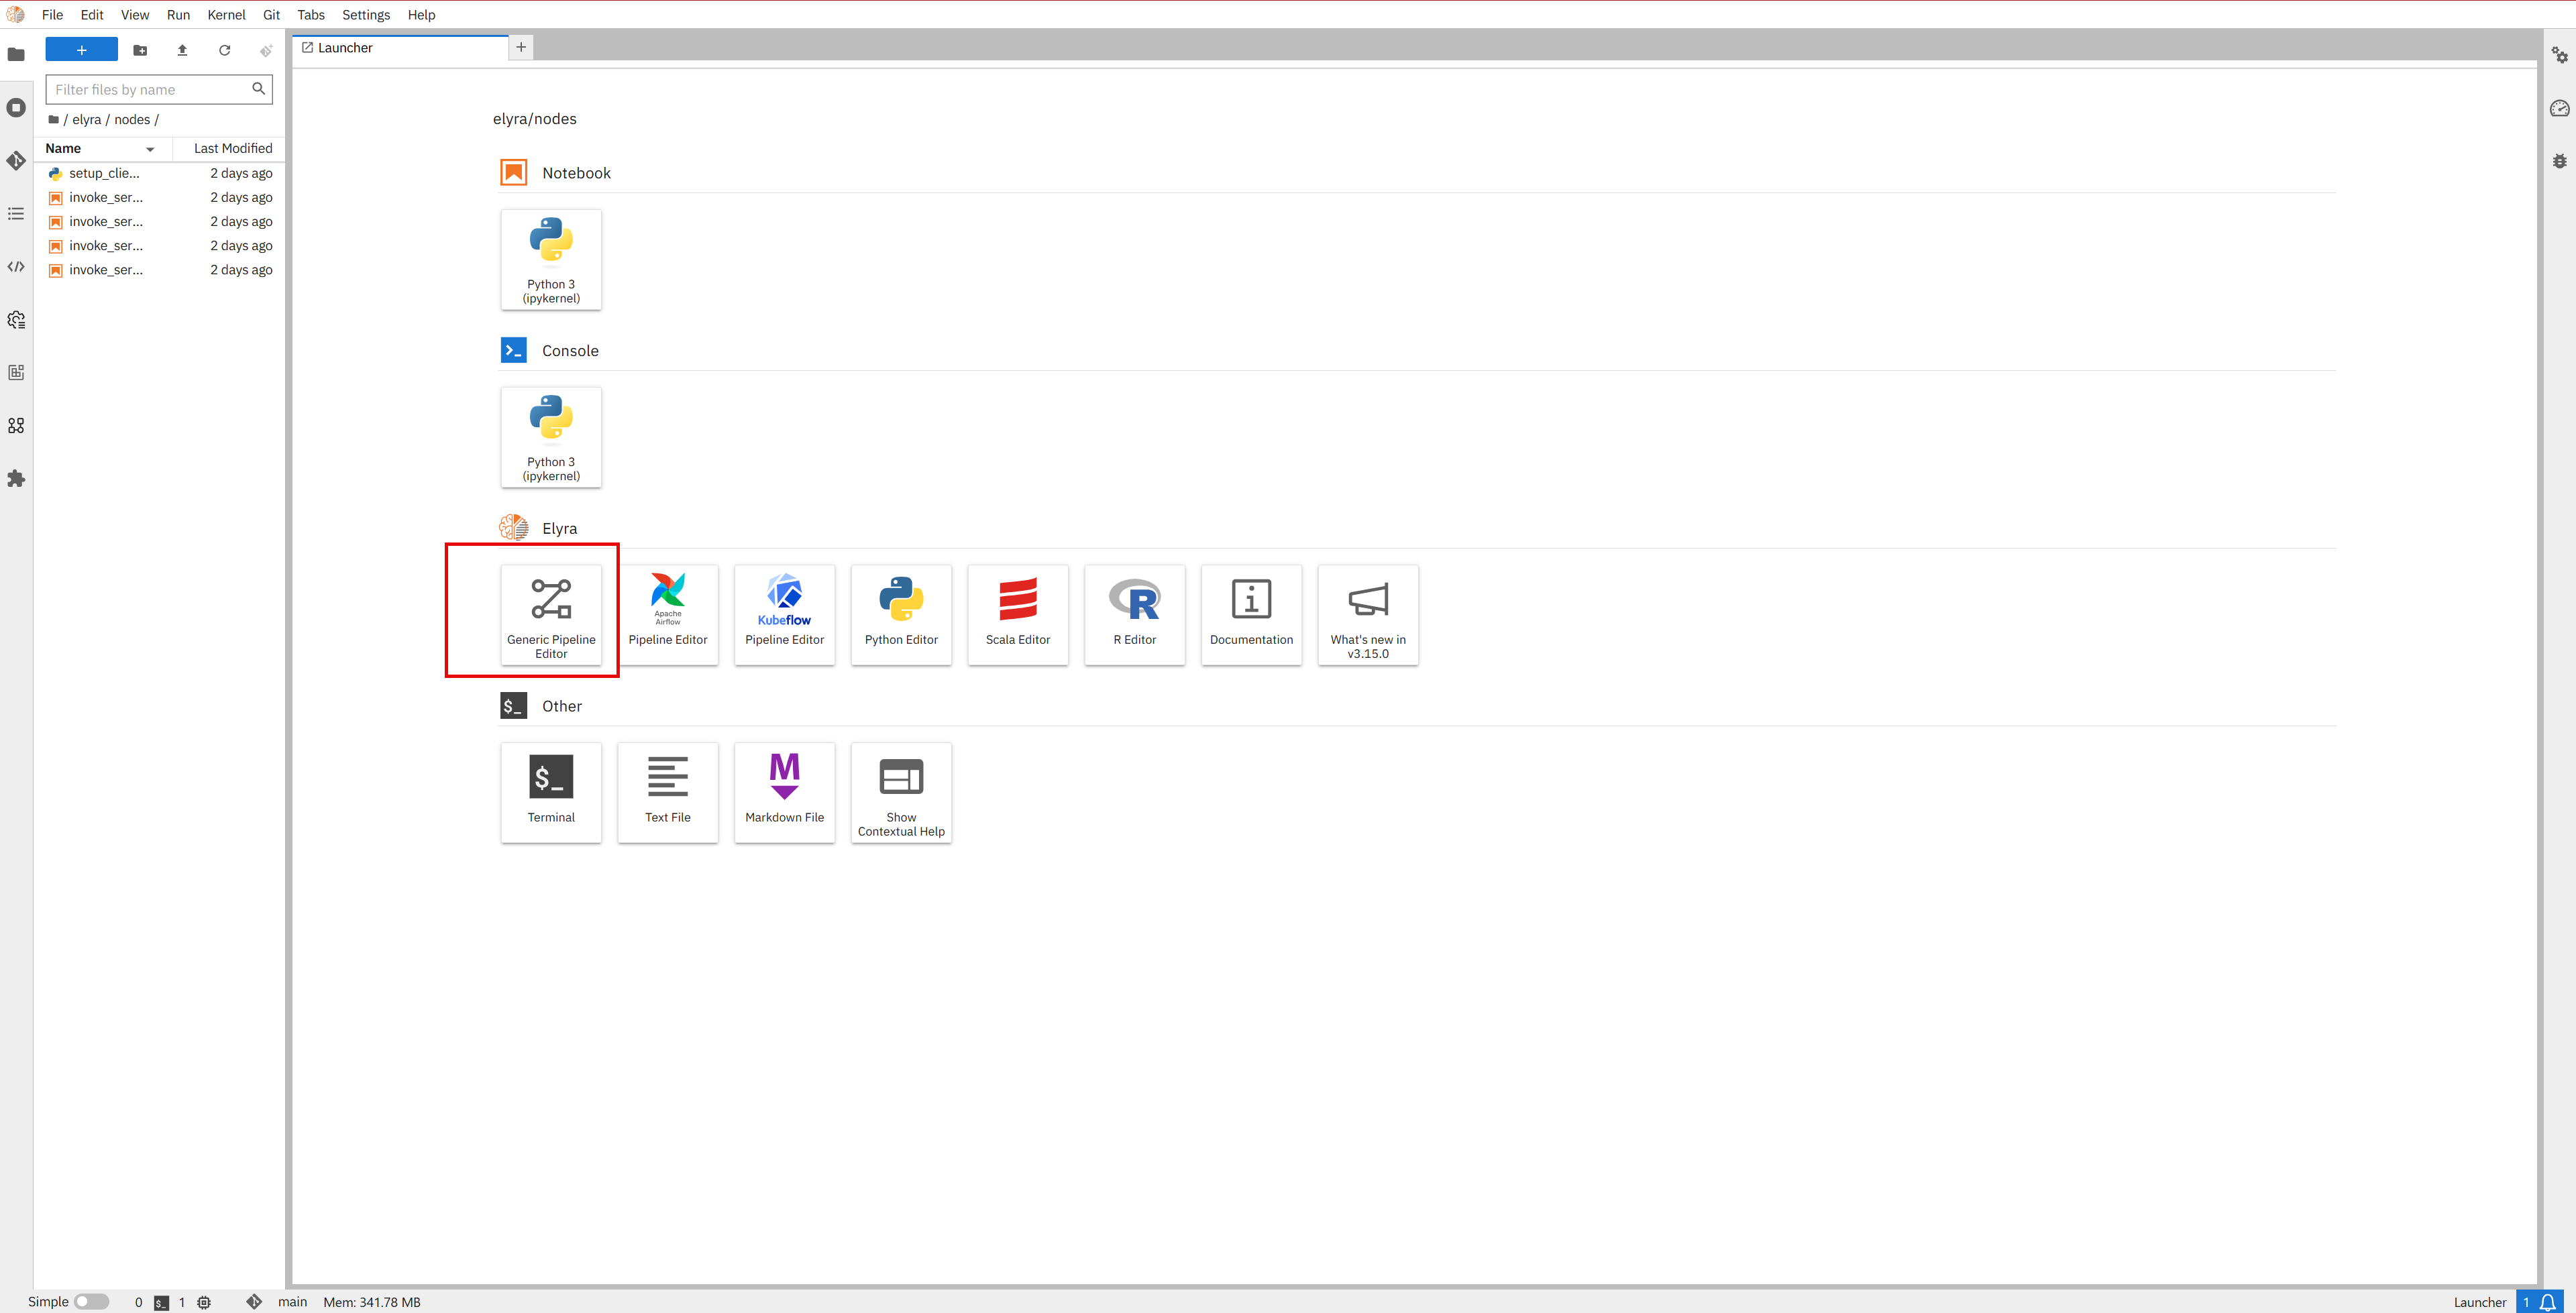 File Edit View Run Kernel Git Tabs Settings Help
+
Filter files by name
/ elyra / nodes /
Name Last Modified
setup_clie... 2 days ago
invoke_ser... 2 days ago
invoke_ser... 2 days ago
invoke_ser... 2 days ago
invoke_ser... 2 days ago
Launcher +
elyra/nodes
Notebook
Python 3
(ipykernel)
>_ Console
Python 3
(ipykernel)
Elyra
Generic Pipeline
Editor
Apache
Airflow
Pipeline Editor
Kubeflow
Pipeline Editor
Python Editor
Scala Editor
R
R Editor
i
Documentation
What's new in
v3.15.0
$_ Other
$_
Terminal
Text File
M
Markdown File
Show
Contextual Help
Simple 0 $_ 1 main Mem: 341.78 MB Launcher 1